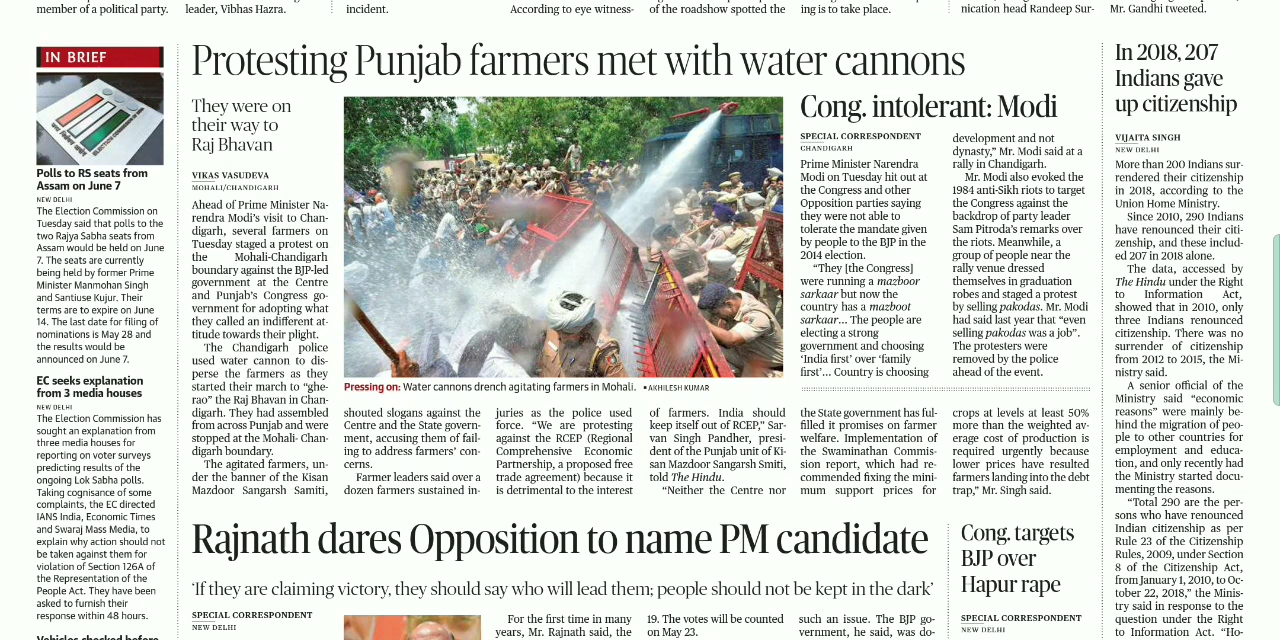 member of a political party.
leader, Vibhas Hazra.
incident.
According to eye witness-
of the roadshow spotted the
ing is to take place.
nication head Randeep Sur-
Mr. Gandhi tweeted.
IN BRIEF
Polls to RS seats from
Assam on June 7
NEW DELHI
The Election Commission on
Tuesday said that polls to the
two Rajya Sabha seats from
Assam would be held on June
7. The seats are currently
being held by former Prime
Minister Manmohan Singh
and Santiuse Kujur. Their
terms are to expire on June
14. The last date for filing of
nominations is May 28 and
the results would be
announced on June 7.
EC seeks explanation
from 3 media houses
NEW DELHI
The Election Commission has
sought an explanation from
three media houses for
reporting on voter surveys
predicting results of the
ongoing Lok Sabha polls.
Taking cognisance of some
complaints, the EC directed
IANS India, Economic Times
and Swaraj Mass Media, to
explain why action should not
be taken against them for
violation of Section 126A of
the Representation of the
People Act. They have been
asked to furnish their
response within 48 hours.
Vehicles checked before
Protesting Punjab farmers met with water cannons
They were on
their way to
Raj Bhavan
VIKAS VASUDEVA
MOHALI/CHANDIGARH
Ahead of Prime Minister Na-
rendra Modi's visit to Chan-
digarh, several farmers on
Tuesday staged a protest on
the Mohali-Chandigarh
boundary against the BJP-led
government at the Centre
and Punjab's Congress go-
vernment for adopting what
they called an indifferent at-
titude towards their plight.
The Chandigarh police
used water cannon to dis-
perse the farmers as they
started their march to "ghe-
rao" the Raj Bhavan in Chan-
digarh. They had assembled
from across Punjab and were
stopped at the Mohali- Chan-
digarh boundary.
The agitated farmers, un-
der the banner of the Kisan
Mazdoor Sangarsh Samiti,
Pressing on: Water cannons drench agitating farmers in Mohali. ▪ AKHILESH KUMAR
shouted slogans against the
Centre and the State govern-
ment, accusing them of fail-
ing to address farmers' con-
cerns.
Farmer leaders said over a
dozen farmers sustained in-
juries as the police used
force. "We are protesting
against the RCEP (Regional
Comprehensive Economic
Partnership, a proposed free
trade agreement) because it
is detrimental to the interest
of farmers. India should
keep itself out of RCEP," Sar-
van Singh Pandher, presi-
dent of the Punjab unit of Ki-
san Mazdoor Sangarsh Smiti,
told The Hindu.
"Neither the Centre nor
the State government has ful-
filled it promises on farmer
welfare. Implementation of
the Swaminathan Commis-
sion report, which had re-
commended fixing the mini-
mum support prices for
crops at levels at least 50%
more than the weighted av-
erage cost of production is
required urgently because
lower prices have resulted
farmers landing into the debt
trap," Mr. Singh said.
Cong. intolerant: Modi
SPECIAL CORRESPONDENT
CHANDIGARH
Prime Minister Narendra
Modi on Tuesday hit out at
the Congress and other
Opposition parties saying
they were not able to
tolerate the mandate given
by people to the BJP in the
2014 election.
"They [the Congress]
were running a mazboor
sarkaar but now the
country has a mazboot
sarkaar... The people are
electing a strong
government and choosing
'India first' over 'family
first'... Country is choosing
development and not
dynasty," Mr. Modi said at a
rally in Chandigarh.
Mr. Modi also evoked the
1984 anti-Sikh riots to target
the Congress against the
backdrop of party leader
Sam Pitroda's remarks over
the riots. Meanwhile, a
group of people near the
rally venue dressed
themselves in graduation
robes and staged a protest
by selling pakodas. Mr. Modi
had said last year that "even
selling pakodas was a job".
The protesters were
removed by the police
ahead of the event.
In 2018, 207
Indians gave
up citizenship
VIJAITA SINGH
NEW DELHI
More than 200 Indians sur-
rendered their citizenship
in 2018, according to the
Union Home Ministry.
Since 2010, 290 Indians
have renounced their citi-
zenship, and these includ-
ed 207 in 2018 alone.
The data, accessed by
The Hindu under the Right
to Information Act,
showed that in 2010, only
three Indians renounced
citizenship. There was no
surrender of citizenship
from 2012 to 2015, the Mi-
nistry said.
A senior official of the
Ministry said "economic
reasons" were mainly be-
hind the migration of peo-
ple to other countries for
employment and educa-
tion, and only recently had
the Ministry started docu-
menting the reasons.
"Total 290 are the per-
sons who have renounced
Indian citizenship as per
Rule 23 of the Citizenship
Rules, 2009, under Section
8 of the Citizenship Act,
from January 1, 2010, to Oc-
tober 22, 2018," the Minis-
try said in response to the
question under the Right
to Information Act. "Ho-
Rajnath dares Opposition to name PM candidate
'If they are claiming victory, they should say who will lead them; people should not be kept in the dark'
SPECIAL CORRESPONDENT
NEW DELHI
For the first time in many
years, Mr. Rajnath said, the
19. The votes will be counted
on May 23.
such an issue. The BJP go-
vernment, he said, was do-
Cong. targets
BJP over
Hapur rape
SPECIAL CORRESPONDENT
NEW DELHI